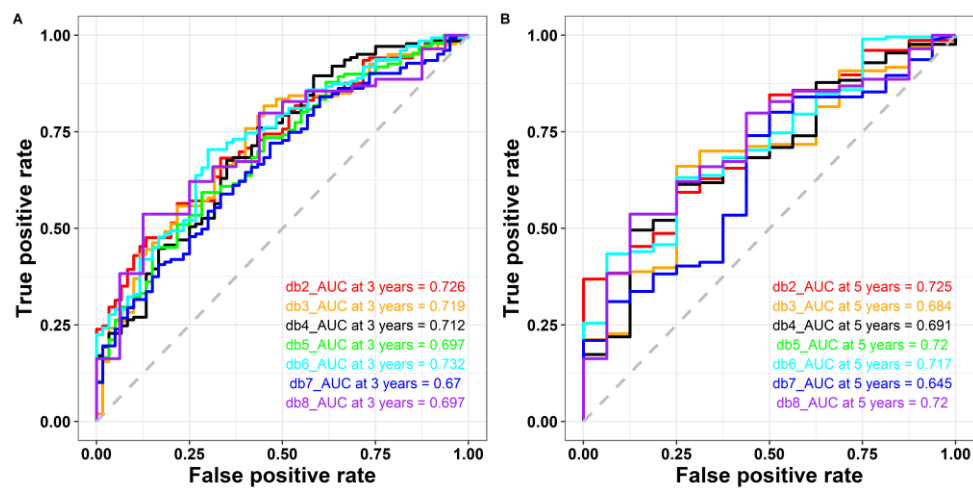 A
True positive rate
1.00
0.75
0.50
0.25
0.00
db2_AUC at 3 years = 0.726
db3_AUC at 3 years = 0.719
db4_AUC at 3 years = 0.712
db5_AUC at 3 years = 0.697
db6_AUC at 3 years = 0.732
db7_AUC at 3 years = 0.67
db8_AUC at 3 years = 0.697
0.00 0.25 0.50 0.75 1.00
False positive rate
B
True positive rate
1.00
0.75
0.50
0.25
0.00
db2_AUC at 5 years = 0.725
db3_AUC at 5 years = 0.684
db4_AUC at 5 years = 0.691
db5_AUC at 5 years = 0.72
db6_AUC at 5 years = 0.717
db7_AUC at 5 years = 0.645
db8_AUC at 5 years = 0.72
0.00 0.25 0.50 0.75 1.00
False positive rate